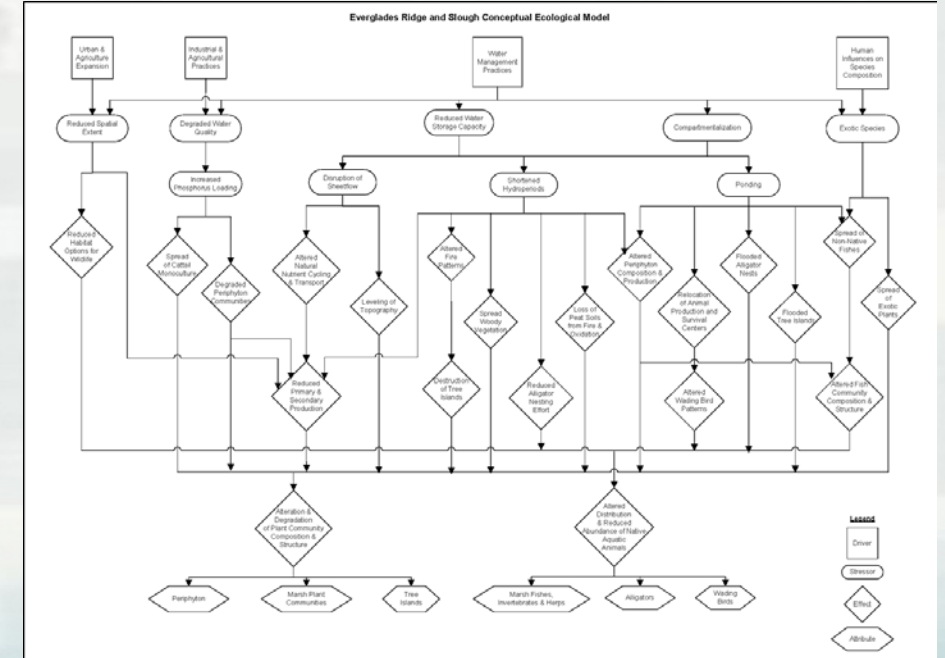 Everglades Ridge and Slough Conceptual Ecological Model
Urban &
Agriculture
Expansion
Industrial &
Agricultural
Practices
Water
Management
Practices
Human
Influences on
Species
Composition
Reduced Spatial
Extent
Degraded Water
Quality
Reduced Water
Storage Capacity
Compartmentalization
Exotic Species
Increased
Phosphorus Loading
Disruption of
Sheetflow
Shortened
Hydroperiods
Ponding
Reduced
Habitat
Options for
Wildlife
Spread
of Cattail
Monoculture
Degraded
Periphyton
Communities
Altered
Natural
Nutrient Cycling
& Transport
Leveling of
Topography
Altered
Fire
Patterns
Spread
Woody
Vegetation
Loss of
Peat Soils
from Fire &
Oxidation
Altered
Periphyton
Composition &
Production
Relocation
of Animal
Production and
Survival
Centers
Flooded
Alligator
Nests
Flooded
Tree Islands
Spread of
Non-Native
Fishes
Spread
of
Exotic
Plants
Reduced
Primary &
Secondary
Production
Destruction
of Tree
Islands
Reduced
Alligator
Nesting
Effort
Altered
Wading Bird
Patterns
Altered Fish
Community
Composition &
Structure
Alteration &
Degradation
of Plant Community
Composition &
Structure
Altered
Distribution
& Reduced
Abundance of Native
Aquatic
Animals
Periphyton
Marsh Plant
Communities
Tree
Islands
Marsh Fishes,
Invertebrates & Herps
Alligators
Wading
Birds
Legend
Driver
Stressor
Effect
Attribute